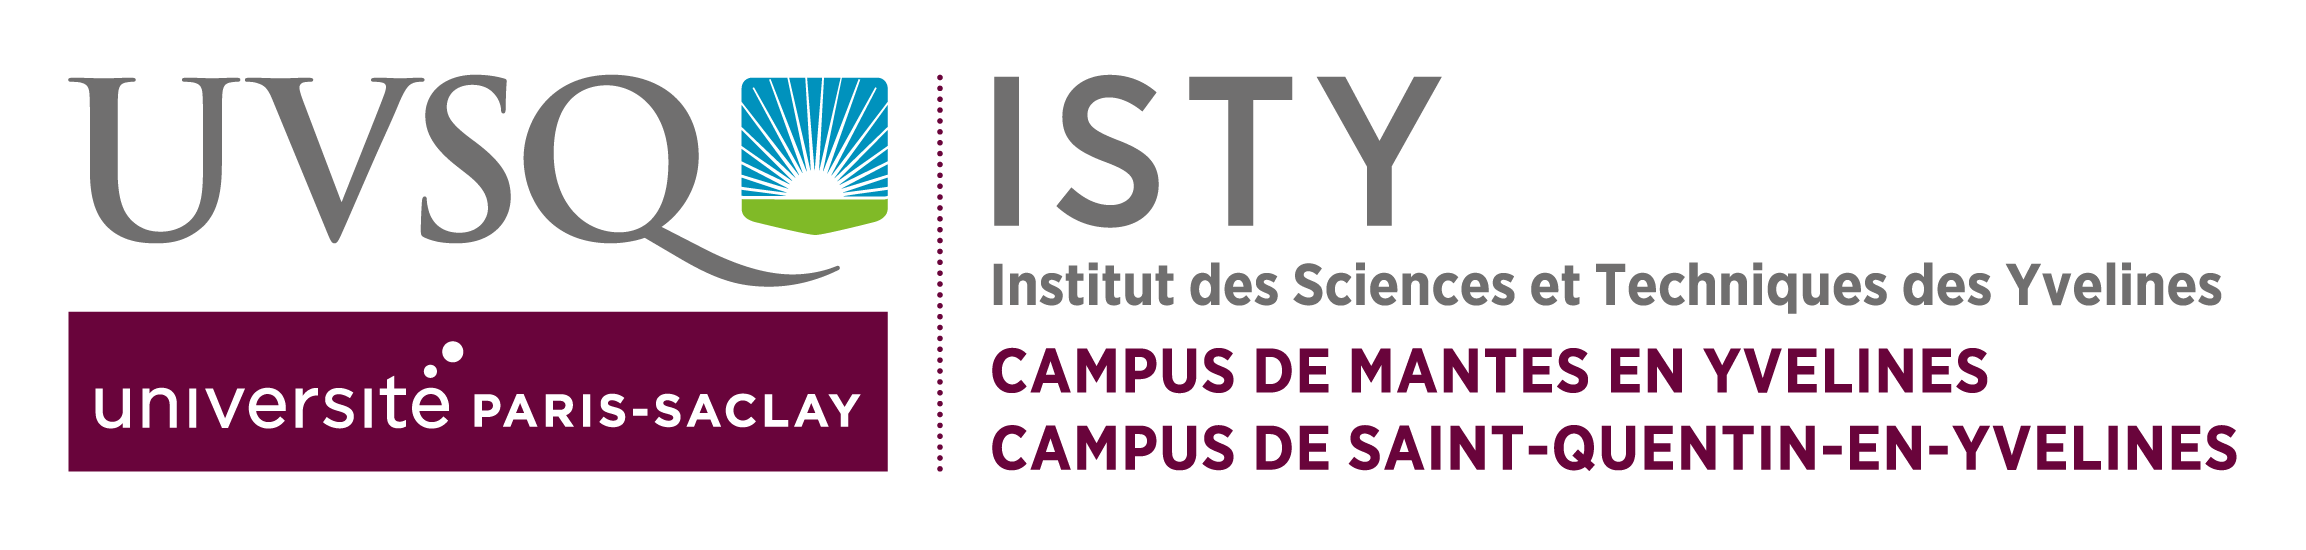 UVSQ
université PARIS-SACLAY
ISTY
Institut des Sciences et Techniques des Yvelines
CAMPUS DE MANTES EN YVELINES
CAMPUS DE SAINT-QUENTIN-EN-YVELINES